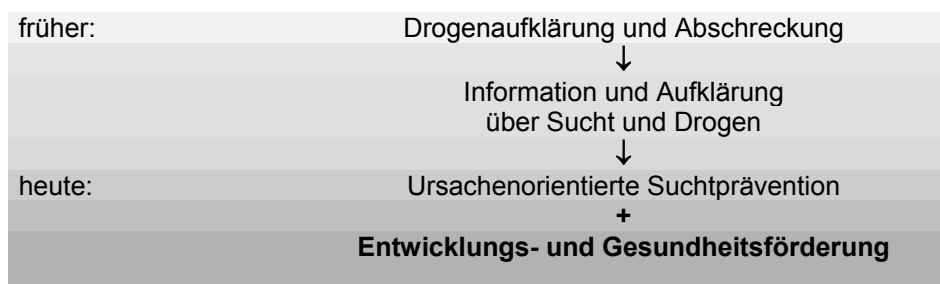 früher: Drogenaufklärung und Abschreckung
↓
Information und Aufklärung
über Sucht und Drogen
↓
heute: Ursachenorientierte Suchtprävention
+
Entwicklungs- und Gesundheitsförderung